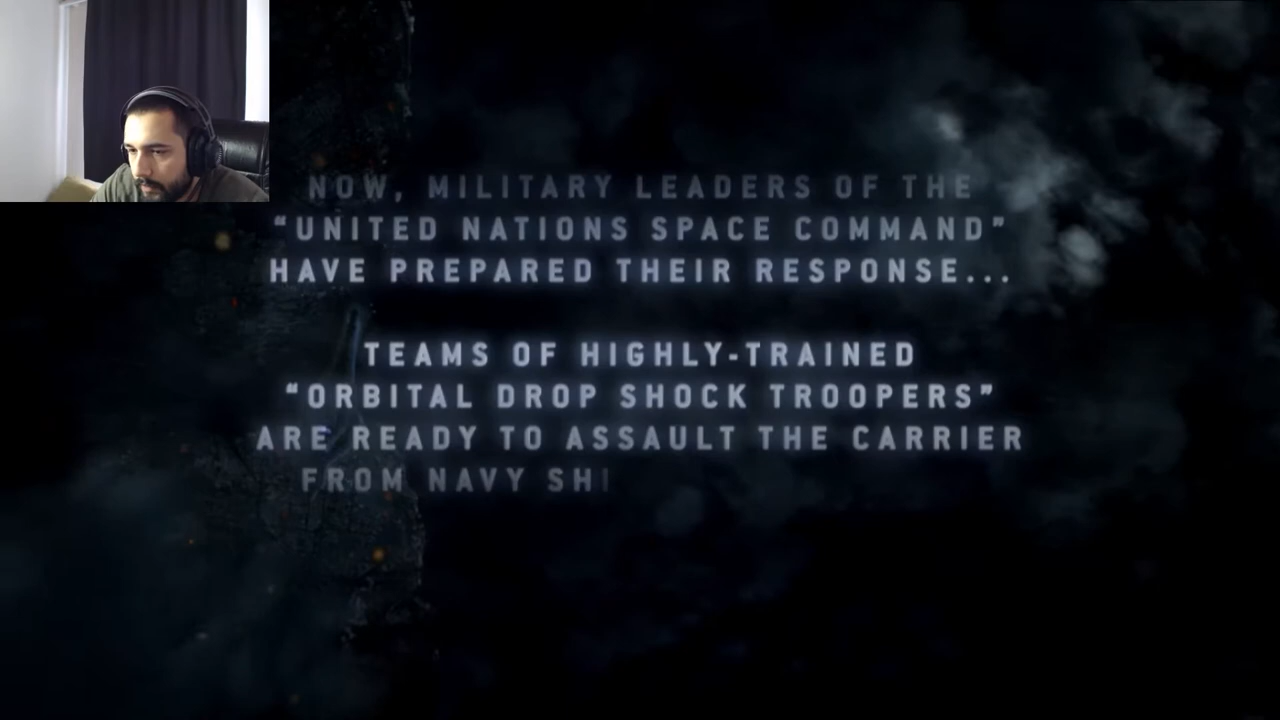 NOW, MILITARY LEADERS OF THE
“UNITED NATIONS SPACE COMMAND”
HAVE PREPARED THEIR RESPONSE...
TEAMS OF HIGHLY-TRAINED
“ORBITAL DROP SHOCK TROOPERS”
ARE READY TO ASSAULT THE CARRIER
FROM NAVY SHI